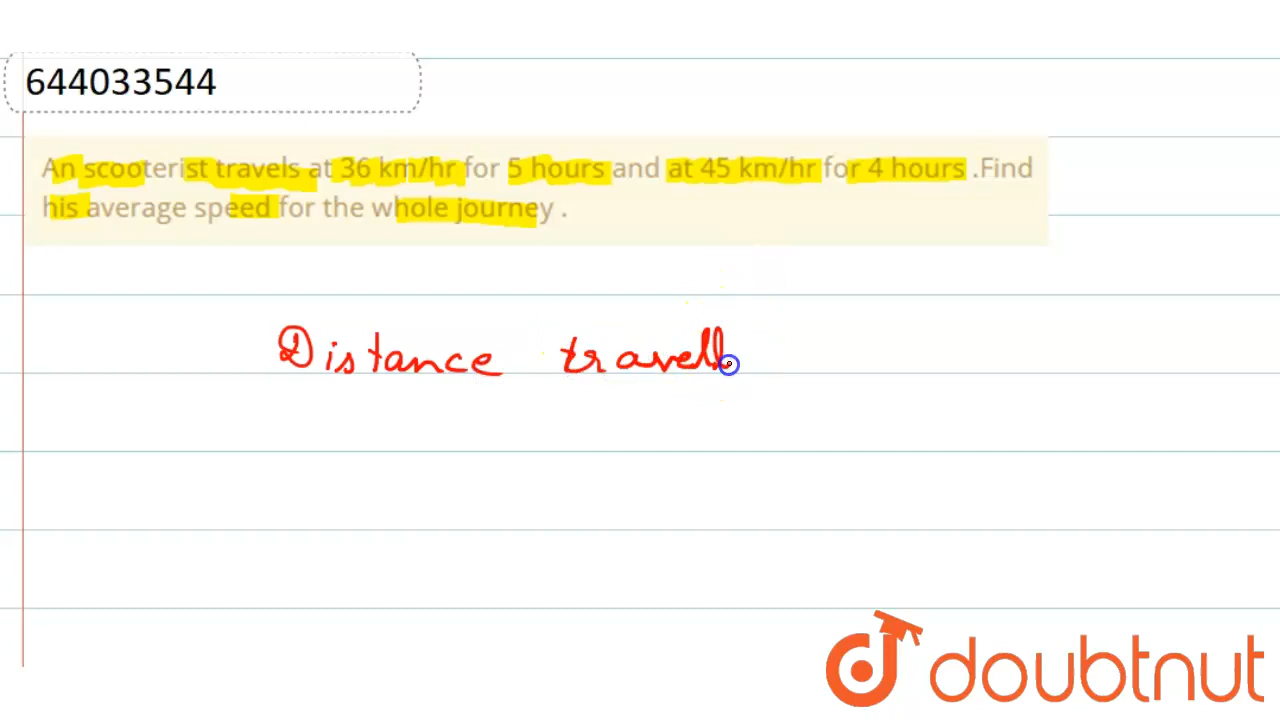 644033544
An scooterist travels at 36 km/hr for 5 hours and at 45 km/hr for 4 hours .Find
his average speed for the whole journey .
Distance travell
doubtnut